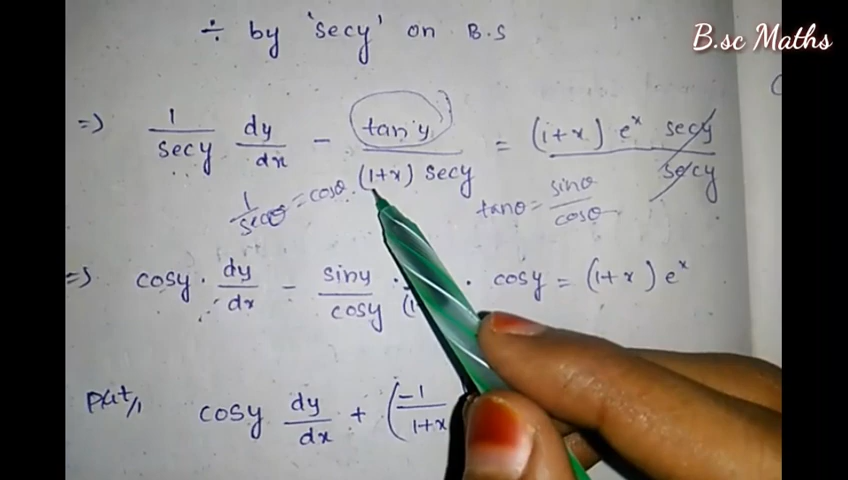 ÷ by 'secy' on B.S
B.sc Maths
=> 1/secy dy/dx - tan y/(1+x) secy = (1+x) e^x secy/secy
1/secθ = cosθ tanθ = sinθ/cosθ
=> cosy · dy/dx - siny/cosy · · cosy = (1+x) e^x
Put, cosy dy/dx + (-1/1+x